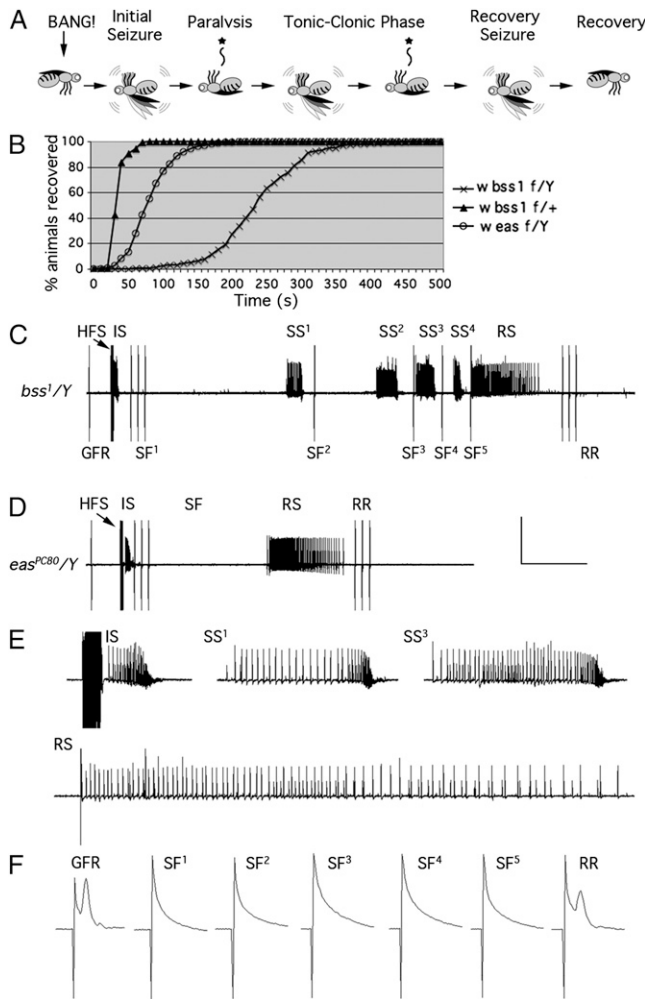 A
BANG!
Initial Seizure
Paralvsis
Tonic-Clonic Phase
Recovery Seizure
Recovery
B
% animals recovered
100
80
60
40
20
0
0 50 100 150 200 250 300 350 400 450 500
Time (s)
w bss1 f/Y
w bss1 f/+
w eas f/Y
C
HFS IS SS¹ SS² SS³ SS⁴ RS
bss¹/Y
GFR SF¹ SF² SF³ SF⁴ SF⁵ RR
D
HFS IS SF RS RR
easᴾᶜ⁸⁰/Y
E
IS SS¹ SS³
RS
F
GFR SF¹ SF² SF³ SF⁴ SF⁵ RR